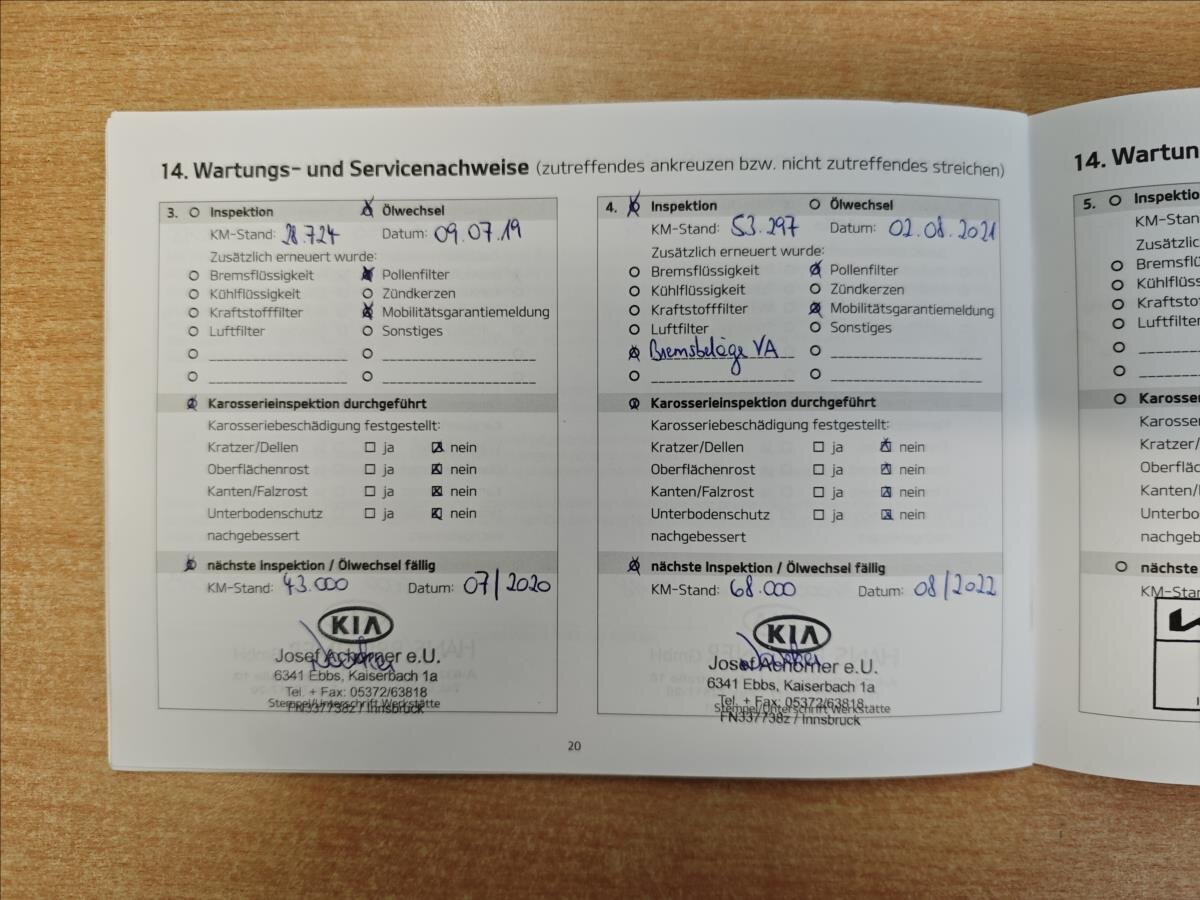 14. Wartungs- und Servicenachweise (zutreffendes ankreuzen bzw. nicht zutreffendes streichen)
3. Inspektion Ölwechsel
KM-Stand: 28.724 Datum: 09.07.19
Zusätzlich erneuert wurde:
Bremsflüssigkeit Pollenfilter
Kühlflüssigkeit Zündkerzen
Kraftstofffilter Mobilitätsgarantiemeldung
Luftfilter Sonstiges
Karosserieinspektion durchgeführt
Karosseriebeschädigung festgestellt:
Kratzer/Dellen ja nein
Oberflächenrost ja nein
Kanten/Falzrost ja nein
Unterbodenschutz ja nein
nachgebessert
nächste Inspektion / Ölwechsel fällig
KM-Stand: 43.000 Datum: 07/2020
KIA
Josef Achorner e.U.
6341 Ebbs, Kaiserbach 1a
Tel. + Fax: 05372/63818
Stempel/Unterschrift Werkstätte
FN337738z / Innsbruck
4. Inspektion Ölwechsel
KM-Stand: 53.297 Datum: 02.08.2021
Zusätzlich erneuert wurde:
Bremsflüssigkeit Pollenfilter
Kühlflüssigkeit Zündkerzen
Kraftstofffilter Mobilitätsgarantiemeldung
Luftfilter Sonstiges
Bremsbeläge VA
Karosserieinspektion durchgeführt
Karosseriebeschädigung festgestellt:
Kratzer/Dellen ja nein
Oberflächenrost ja nein
Kanten/Falzrost ja nein
Unterbodenschutz ja nein
nachgebessert
nächste Inspektion / Ölwechsel fällig
KM-Stand: 68.000 Datum: 08/2022
KIA
Josef Achorner e.U.
6341 Ebbs, Kaiserbach 1a
Tel. + Fax: 05372/63818
Stempel/Unterschrift Werkstätte
FN337738z / Innsbruck
20
14. Wartun
5. Inspektio
KM-Stan
Zusätzlic
Bremsflü
Kühlflüss
Kraftsto
Luftfilter
Karosse
Karosser
Kratzer/
Oberfläc
Kanten/
Unterbo
nachgeb
nächste
KM-Star